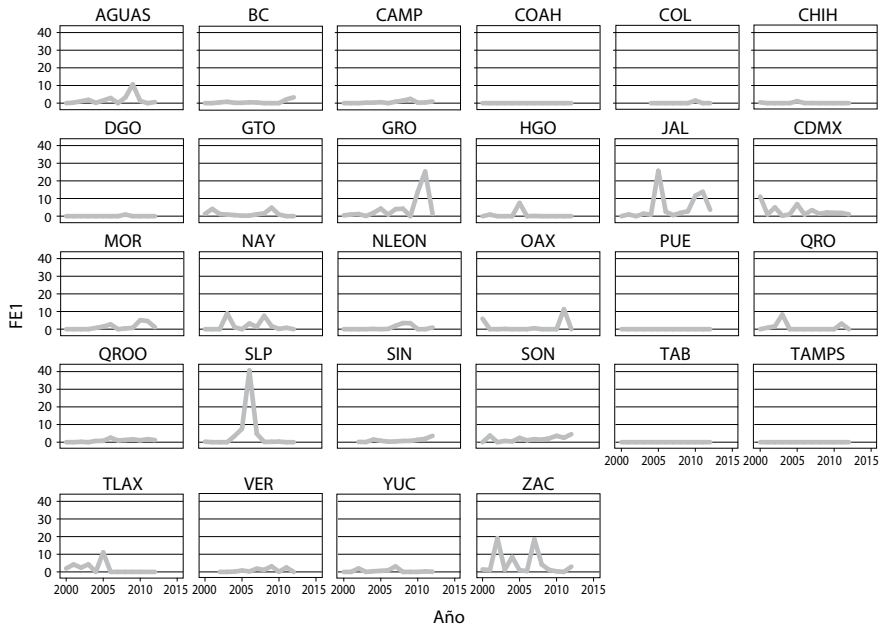 AGUAS BC CAMP COAH COL CHIH
40
30
20
10
0
DGO GTO GRO HGO JAL CDMX
40
30
20
10
0
MOR NAY NLEON OAX PUE QRO
40
30
20
10
0
FE1
QROO SLP SIN SON TAB TAMPS
40
30
20
10
0
2000 2005 2010 2015 2000 2005 2010 2015
TLAX VER YUC ZAC
40
30
20
10
0
2000 2005 2010 2015 2000 2005 2010 2015 2000 2005 2010 2015 2000 2005 2010 2015
Año